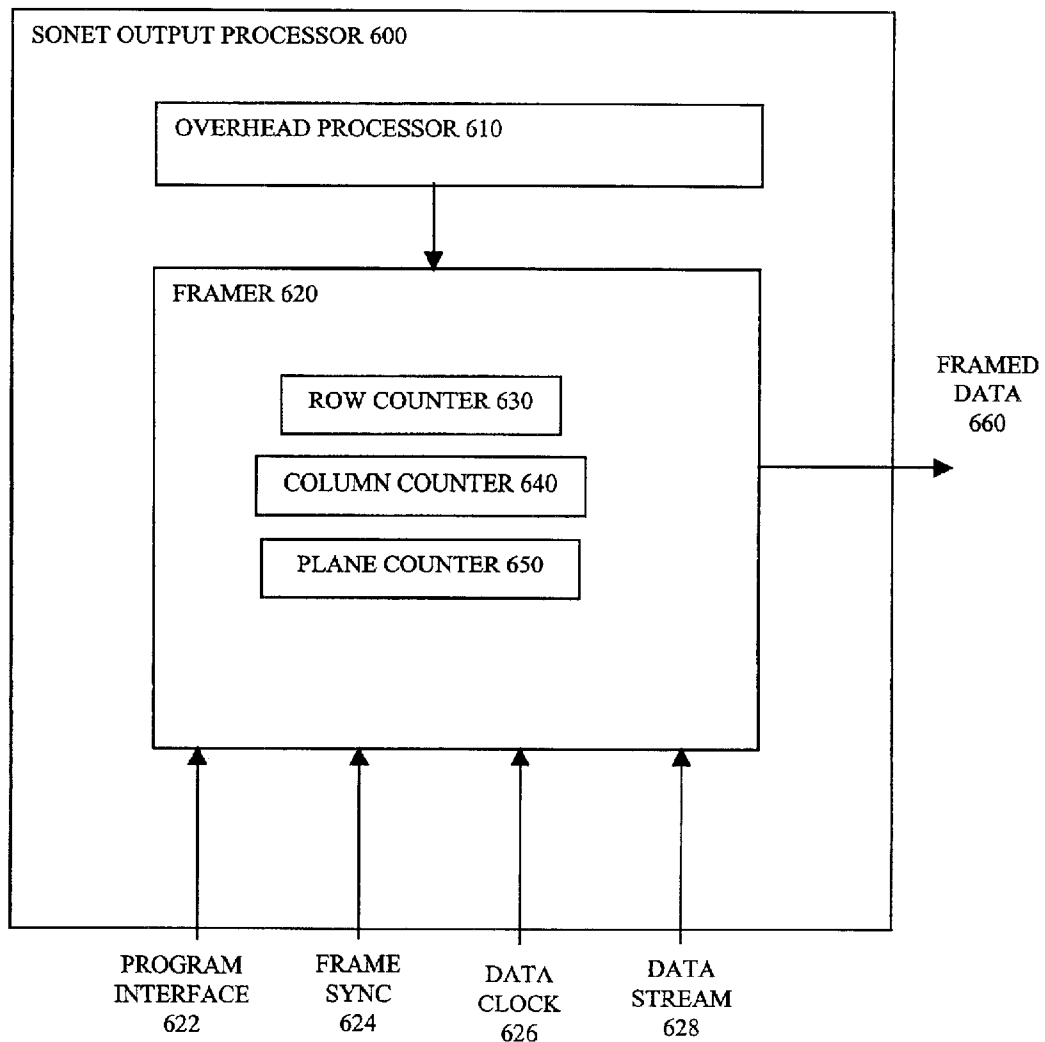 SONET OUTPUT PROCESSOR 600
OVERHEAD PROCESSOR 610
FRAMER 620
ROW COUNTER 630
COLUMN COUNTER 640
PLANE COUNTER 650
FRAMED
DATA
660
PROGRAM
INTERFACE
622
FRAME
SYNC
624
DATA
CLOCK
626
DATA
STREAM
628